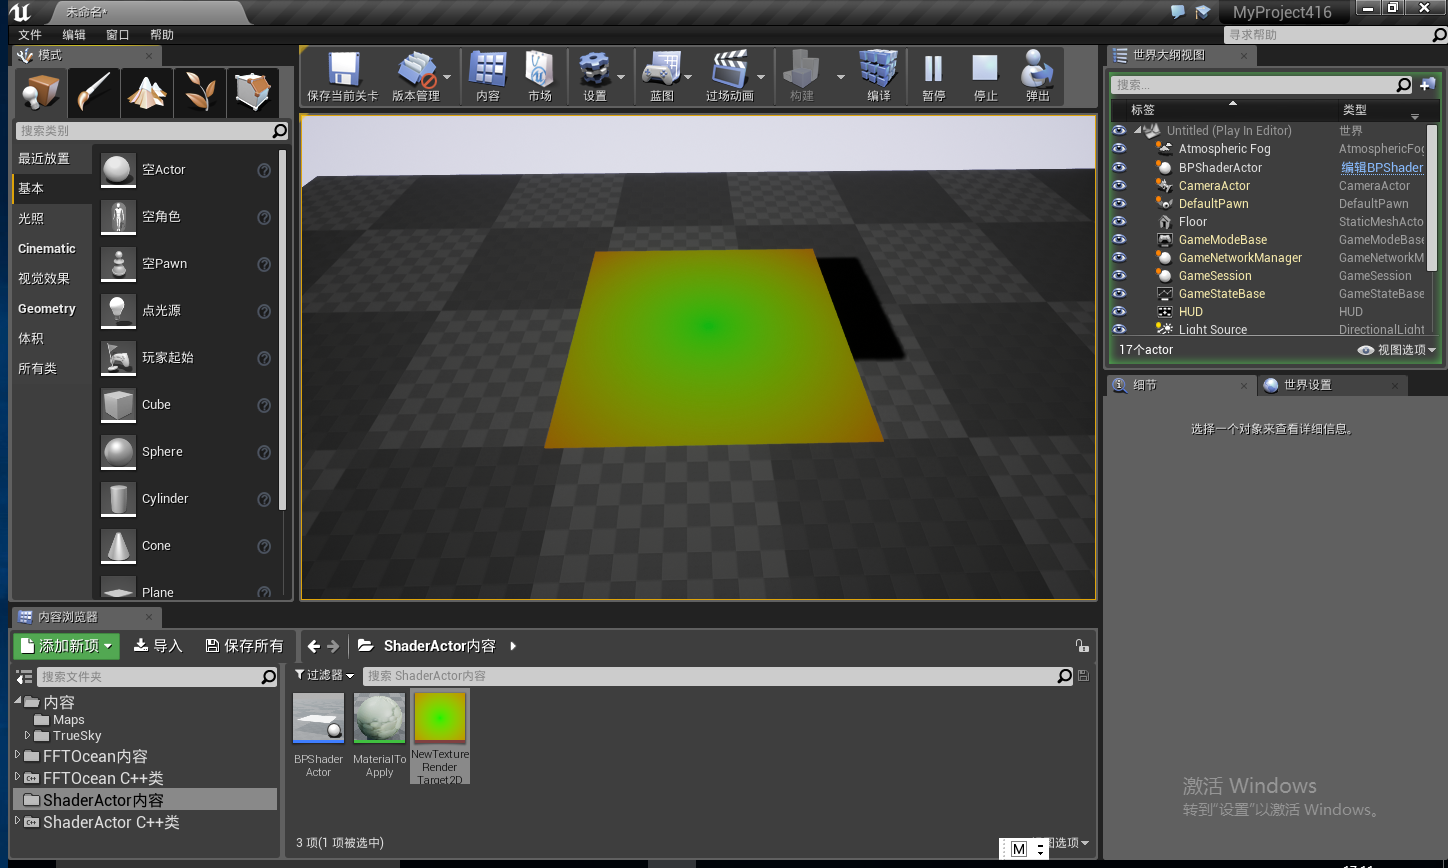 未命名*
MyProject416
文件 编辑 窗口 帮助
寻求帮助
模式
保存当前关卡 版本管理 内容 市场 设置 蓝图 过场动画 构建 编译 暂停 停止 弹出
搜索类别
最近放置
基本
光照
Cinematic
视觉效果
Geometry
体积
所有类
空Actor
空角色
空Pawn
点光源
玩家起始
Cube
Sphere
Cylinder
Cone
Plane
世界大纲视图
搜索...
标签 类型
Untitled (Play In Editor) 世界
Atmospheric Fog AtmosphericFog
BPShaderActor 编辑BPShader
CameraActor CameraActor
DefaultPawn DefaultPawn
Floor StaticMeshActo
GameModeBase GameModeBase
GameNetworkManager GameNetworkM
GameSession GameSession
GameStateBase GameStateBase
HUD HUD
Light Source DirectionalLight
17个actor 视图选项
细节 世界设置
选择一个对象来查看详细信息。
内容浏览器
添加新项 导入 保存所有 ShaderActor内容
搜索文件夹
过滤器 搜索 ShaderActor内容
内容
Maps
TrueSky
FFTOcean内容
FFTOcean C++类
ShaderActor内容
ShaderActor C++类
BPShader
Actor
MaterialTo
Apply
NewTexture
Render
Target2D
3 项(1 项被选中)
M
图选项
激活 Windows
转到“设置”以激活 Windows。